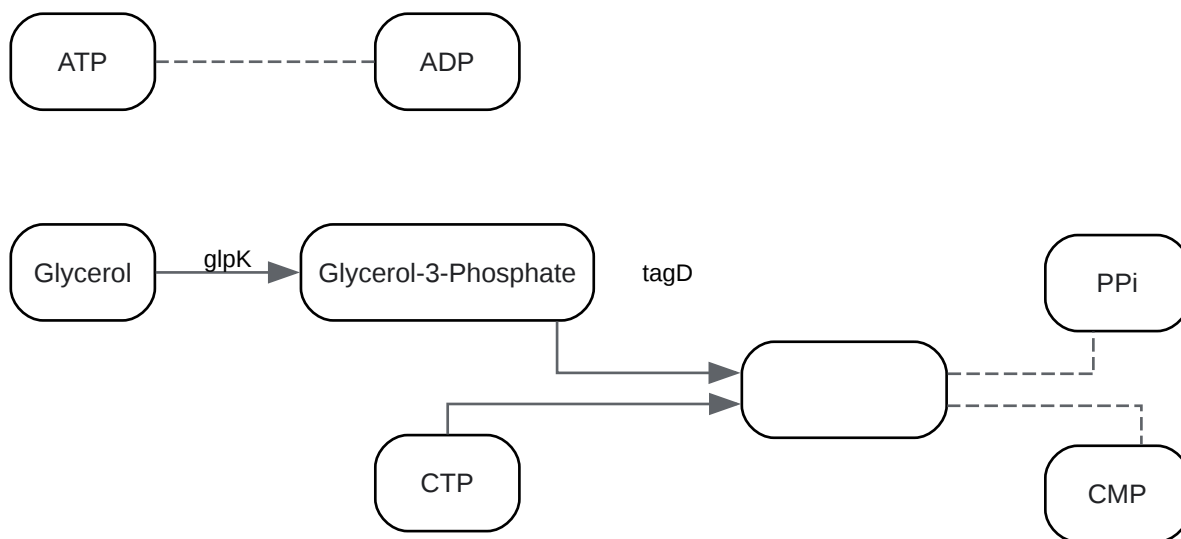 ATP
ADP
Glycerol
glpK
Glycerol-3-Phosphate
tagD
PPi
CTP
CMP